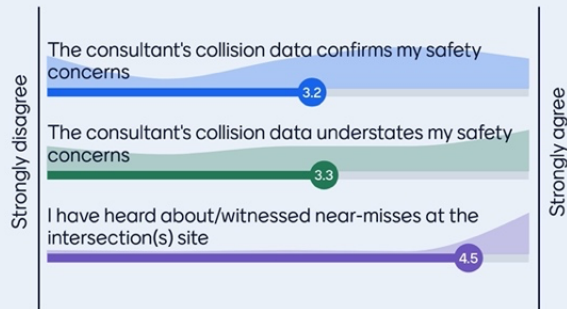 Strongly disagree
The consultant's collision data confirms my safety
concerns
3.2
The consultant's collision data understates my safety
concerns
3.3
I have heard about/witnessed near-misses at the
intersection(s) site
4.5
Strongly agree